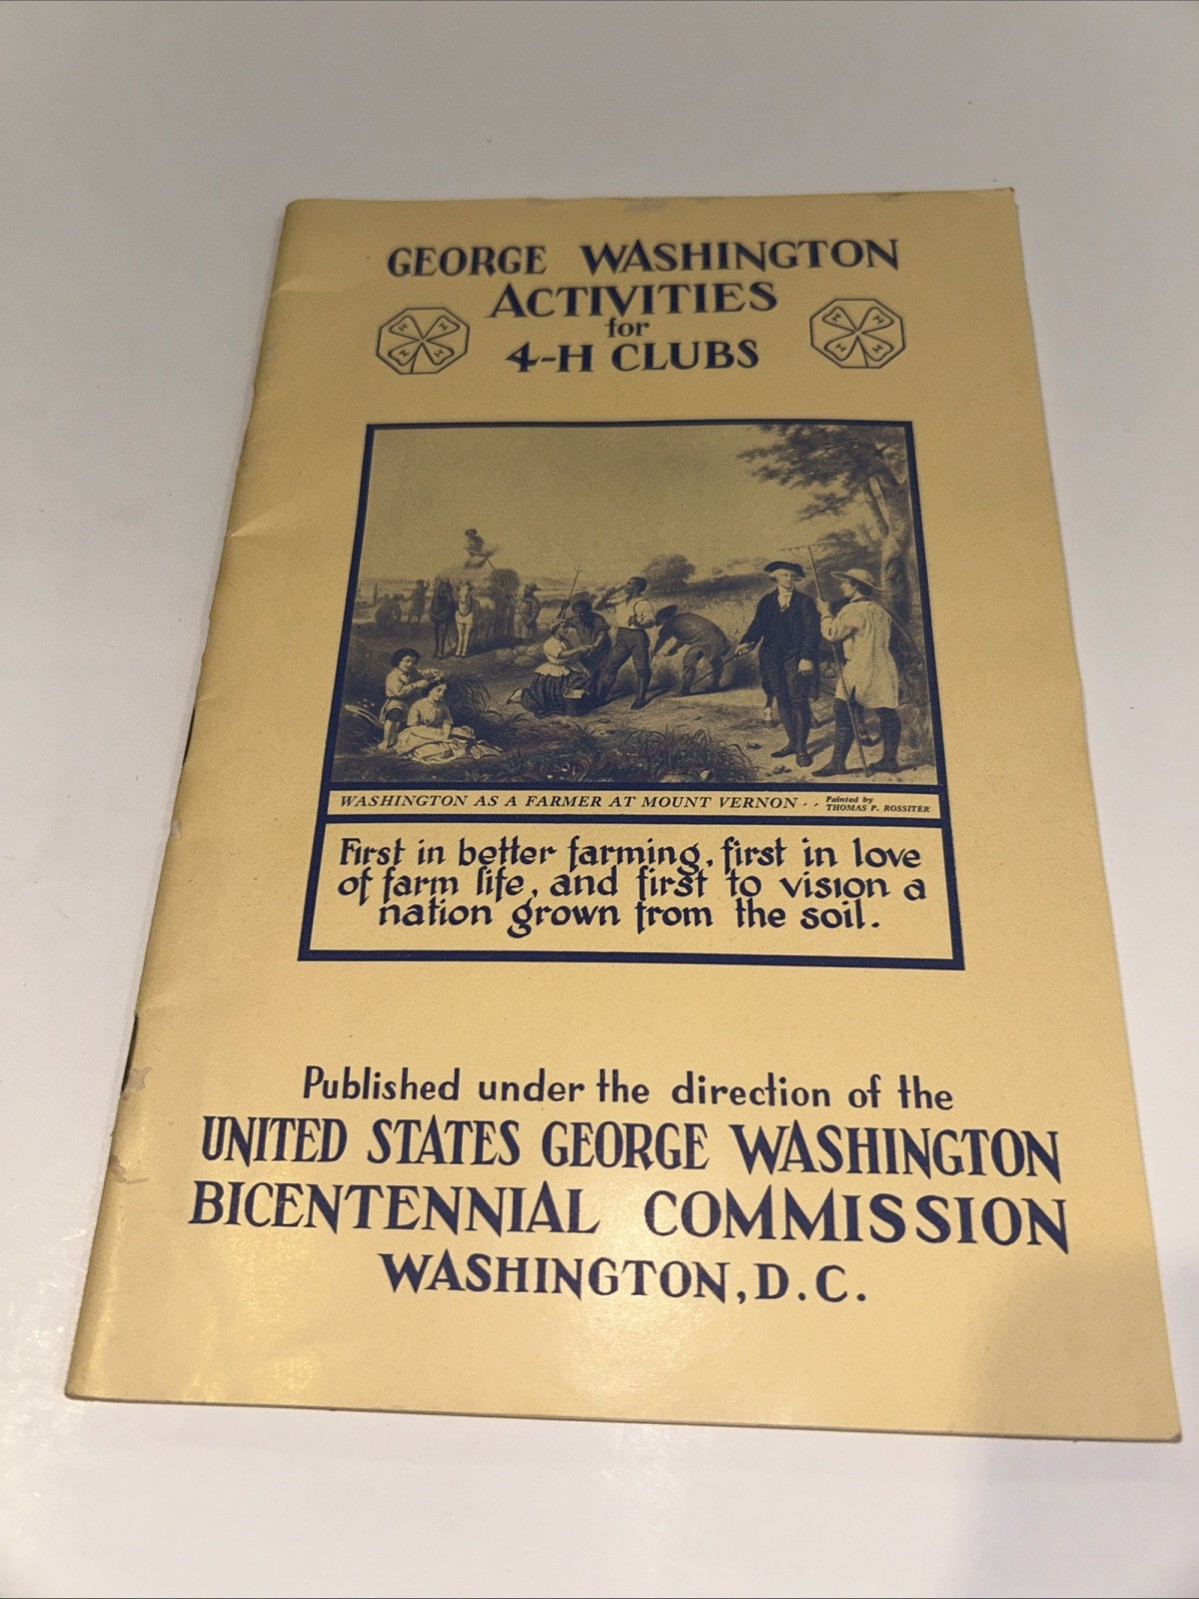 GEORGE WASHINGTON
ACTIVITIES
for
4-H CLUBS
H H
H H
H H
H H
WASHINGTON AS A FARMER AT MOUNT VERNON - - Painted by
THOMAS P. ROSSITER
First in better farming, first in love
of farm life, and first to vision a
nation grown from the soil.
Published under the direction of the
UNITED STATES GEORGE WASHINGTON
BICENTENNIAL COMMISSION
WASHINGTON, D.C.